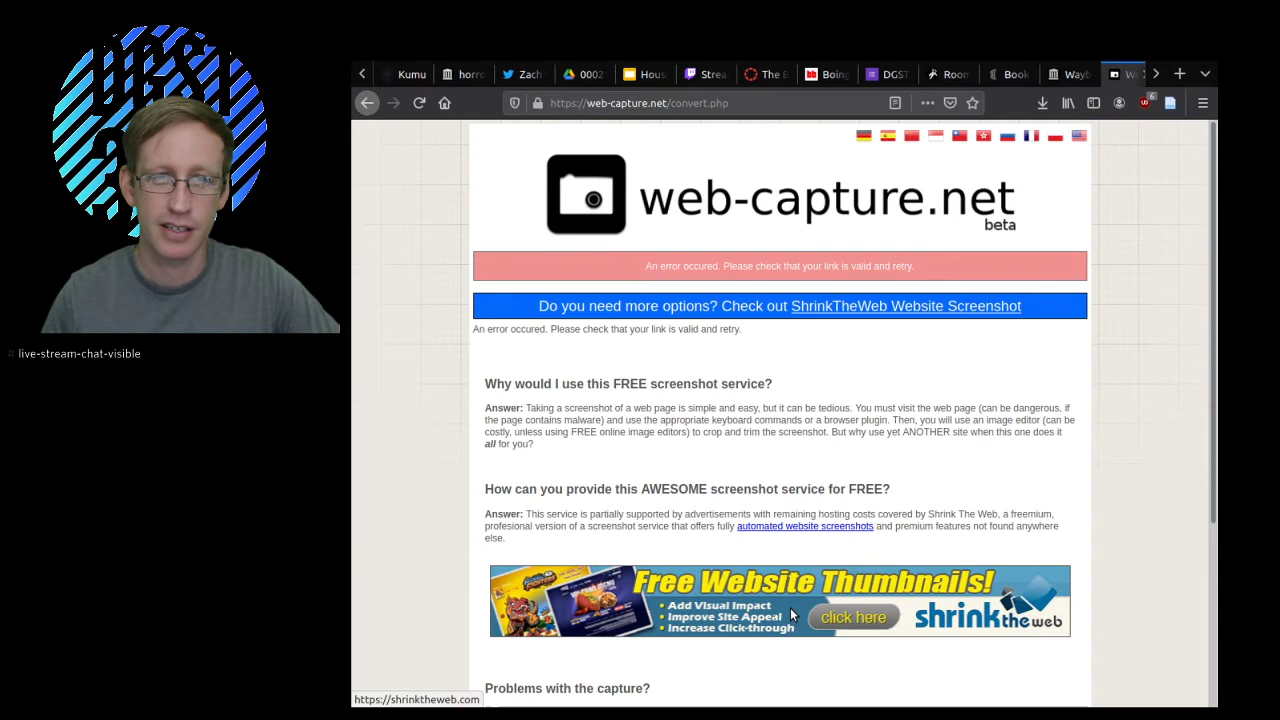 Kumu
horro
Zach
0002
Hous
Strea
The B
Boing
DGST
Room
Book
Wayb
https://web-capture.net/convert.php
6
web-capture.net
beta
An error occured. Please check that your link is valid and retry.
Do you need more options? Check out ShrinkTheWeb Website Screenshot
An error occured. Please check that your link is valid and retry.
Why would I use this FREE screenshot service?
Answer: Taking a screenshot of a web page is simple and easy, but it can be tedious. You must visit the web page (can be dangerous, if
the page contains malware) and use the appropriate keyboard commands or a browser plugin. Then, you will use an image editor (can be
costly, unless using FREE online image editors) to crop and trim the screenshot. But why use yet ANOTHER site when this one does it
all for you?
# live-stream-chat-visible
How can you provide this AWESOME screenshot service for FREE?
Answer: This service is partially supported by advertisements with remaining hosting costs covered by Shrink The Web, a freemium,
profesional version of a screenshot service that offers fully automated website screenshots and premium features not found anywhere
else.
Free Website Thumbnails!
• Add Visual Impact
• Improve Site Appeal
• Increase Click-through
click here
shrink the web
Problems with the capture?
https://shrinktheweb.com